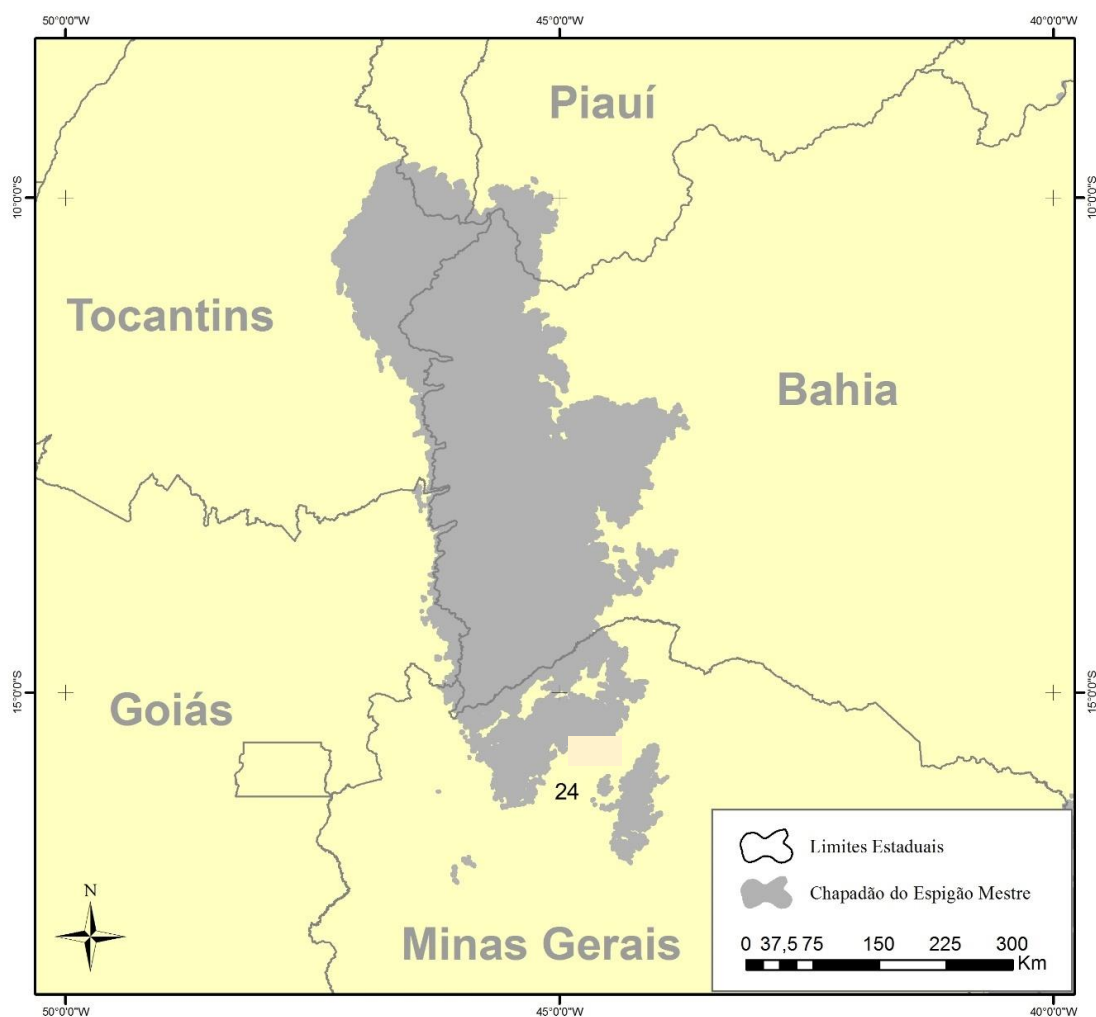 50°0'0"W 45°0'0"W 40°0'0"W
Piauí
10°0'0"S 10°0'0"S
Tocantins
Bahia
15°0'0"S 15°0'0"S
Goiás
24
Limites Estaduais
Chapadão do Espigão Mestre
N
Minas Gerais
0 37,5 75 150 225 300
Km
50°0'0"W 45°0'0"W 40°0'0"W